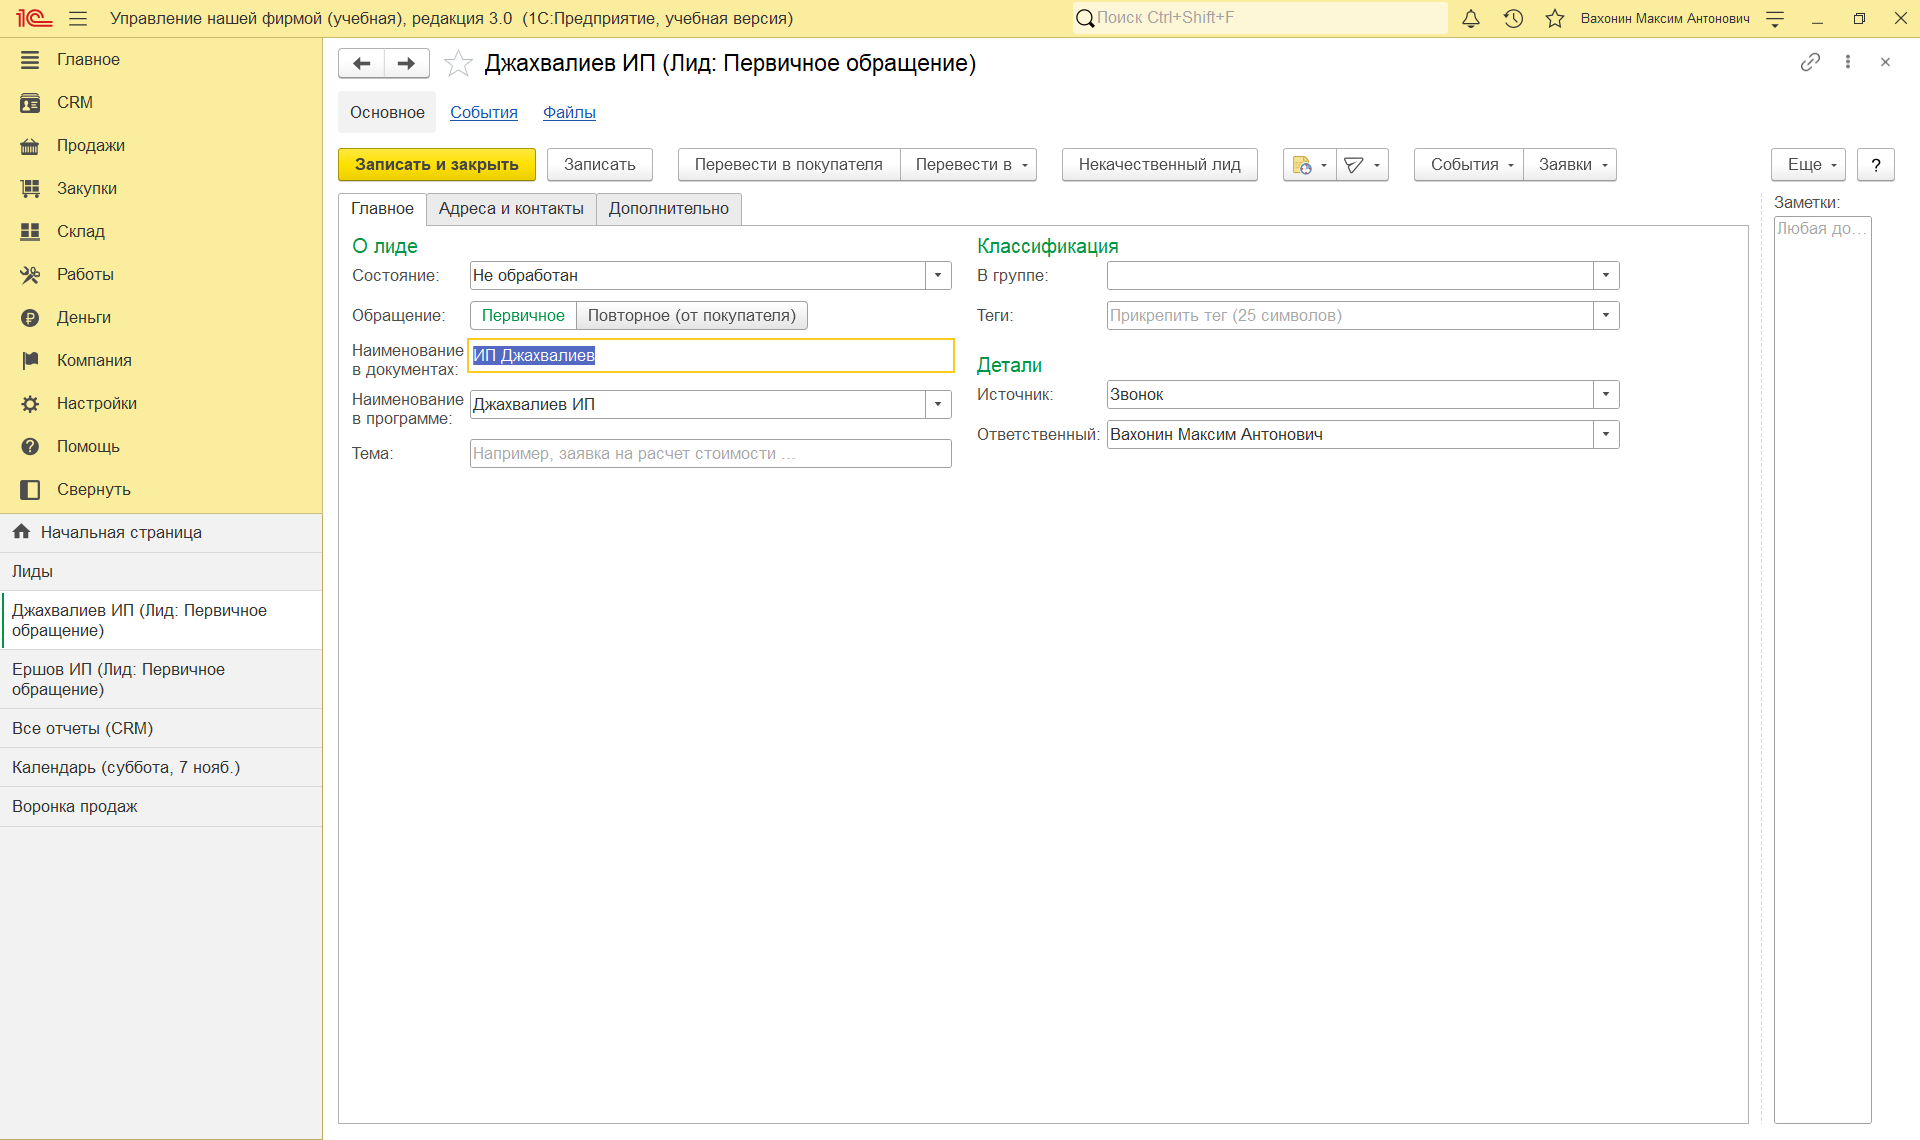 1С Управление нашей фирмой (учебная), редакция 3.0 (1С:Предприятие, учебная версия) Поиск Ctrl+Shift+F Вахонин Максим Антонович
Главное
CRM
Продажи
Закупки
Склад
Работы
Деньги
Компания
Настройки
Помощь
Свернуть
Начальная страница
Лиды
Джахвалиев ИП (Лид: Первичное
обращение)
Ершов ИП (Лид: Первичное
обращение)
Все отчеты (CRM)
Календарь (суббота, 7 нояб.)
Воронка продаж
Джахвалиев ИП (Лид: Первичное обращение)
Основное События Файлы
Записать и закрыть Записать Перевести в покупателя Перевести в Некачественный лид События Заявки Еще ?
Главное Адреса и контакты Дополнительно
О лиде
Состояние: Не обработан
Обращение: Первичное Повторное (от покупателя)
Наименование
в документах: ИП Джахвалиев
Наименование
в программе: Джахвалиев ИП
Тема: Например, заявка на расчет стоимости ...
Классификация
В группе:
Теги: Прикрепить тег (25 символов)
Детали
Источник: Звонок
Ответственный: Вахонин Максим Антонович
Заметки:
Любая до...